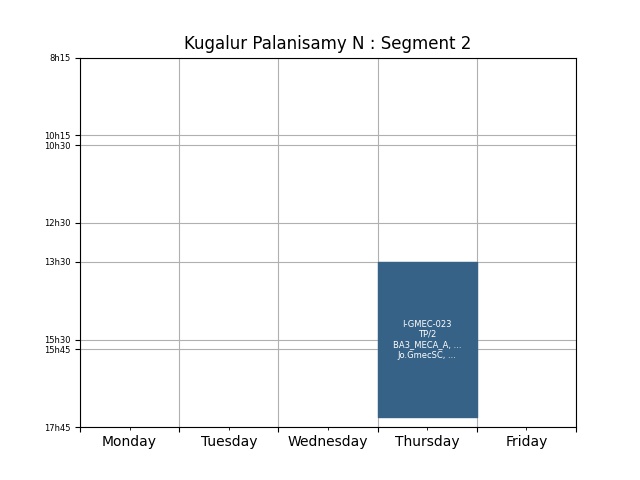 Kugalur Palanisamy N : Segment 2
8h15
10h15
10h30
12h30
13h30
15h30
15h45
17h45
I-GMEC-023
TP/2
BA3_MECA_A, ...
Jo.GmecSC, ...
Monday
Tuesday
Wednesday
Thursday
Friday